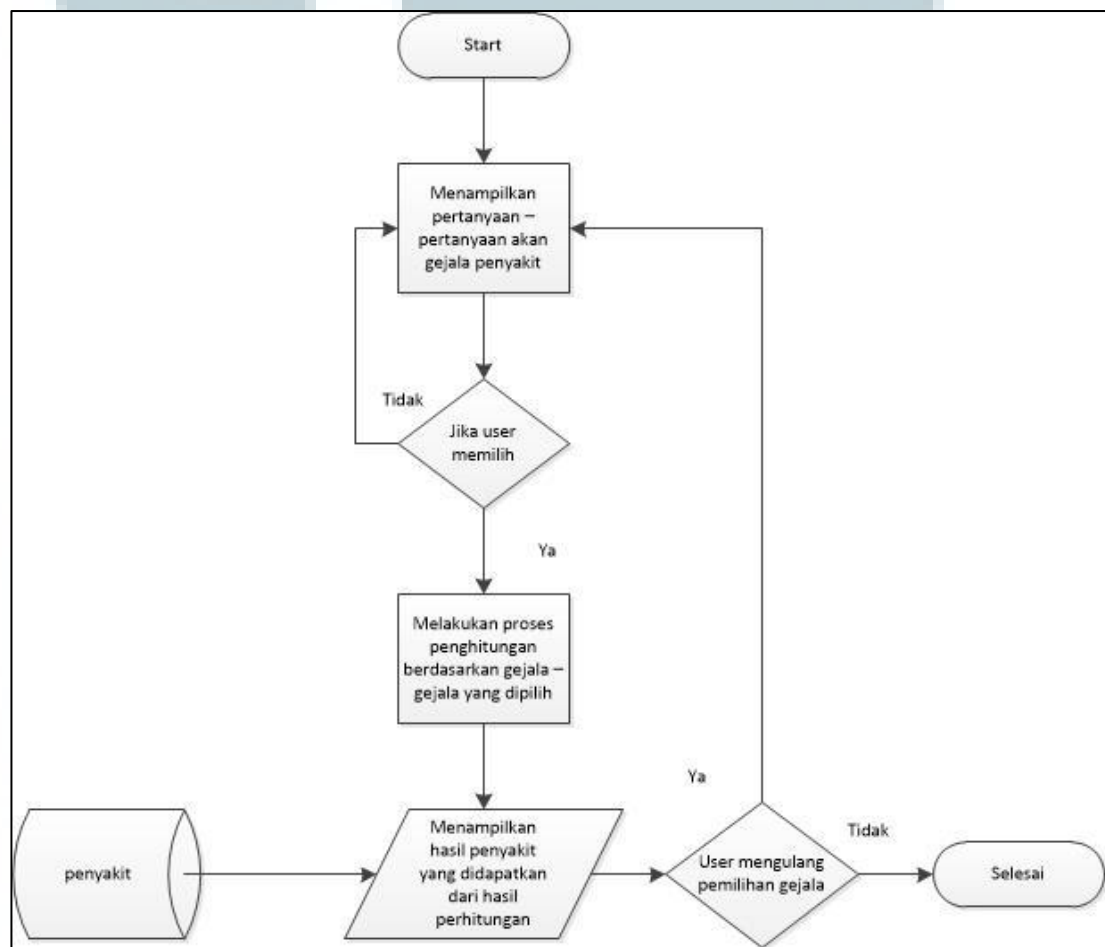 Start
Menampilkan
pertanyaan –
pertanyaan akan
gejala penyakit
Tidak
Jika user
memilih
Ya
Melakukan proses
penghitungan
berdasarkan gejala –
gejala yang dipilih
Ya
penyakit
Menampilkan
hasil penyakit
yang didapatkan
dari hasil
perhitungan
User mengulang
pemilihan gejala
Tidak
Selesai